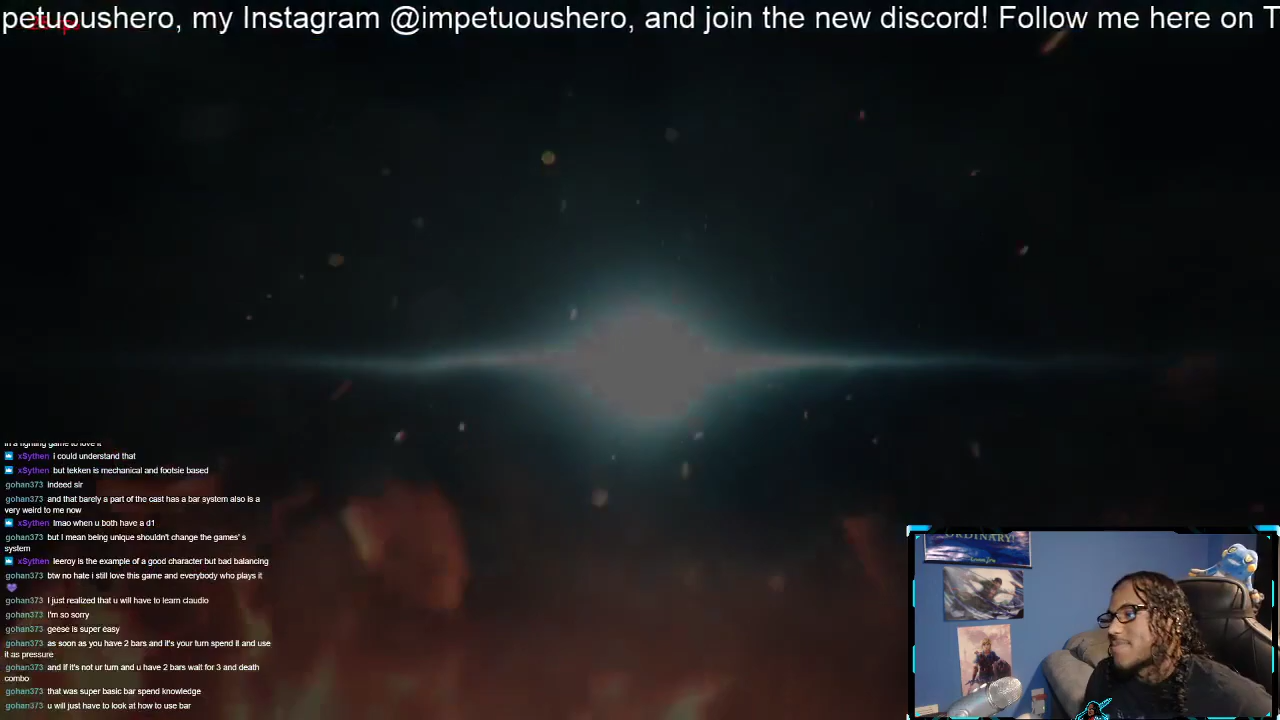 petuoushero, my Instagram @impetuoushero, and join the new discord! Follow me here on T
in a fighting game to love it
xSythen i could understand that
xSythen but tekken is mechanical and footsie based
gohan373 indeed sir
gohan373 and that barely a part of the cast has a bar system also is a
very weird to me now
xSythen lmao when u both have a d1
gohan373 but I mean being unique shouldn't change the games' s
system
xSythen leeroy is the example of a good character but bad balancing
gohan373 btw no hate i still love this game and everybody who plays it
gohan373 I just realized that u will have to learn claudio
gohan373 I'm so sorry
gohan373 geese is super easy
gohan373 as soon as you have 2 bars and it's your turn spend it and use
it as pressure
gohan373 and if it's not ur turn and u have 2 bars wait for 3 and death
combo
gohan373 that was super basic bar spend knowledge
gohan373 u will just have to look at how to use bar
ORDINARY!